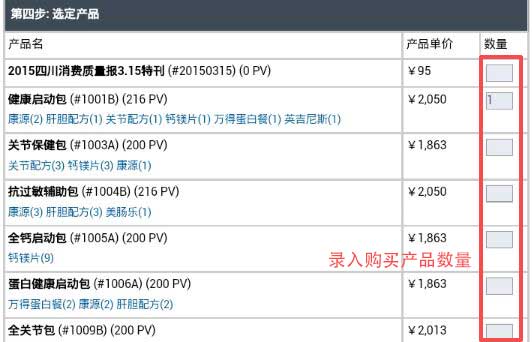 第四步: 选定产品
产品名 产品单价 数量
2015四川消费质量报3.15特刊 (#20150315) (0 PV) ￥95
健康启动包 (#1001B) (216 PV) ￥2,050 1
康源(2) 肝胆配方(1) 关节配方(1) 钙镁片(1) 万得蛋白餐(1) 英吉尼斯(1)
关节保健包 (#1003A) (200 PV) ￥1,863
关节配方(3) 钙镁片(3) 康源(1)
抗过敏辅助包 (#1004B) (216 PV) ￥2,050
康源(3) 肝胆配方(3) 美肠乐(1)
全钙启动包 (#1005A) (200 PV) ￥1,863
钙镁片(9)
录入购买产品数量
蛋白健康启动包 (#1006A) (200 PV) ￥1,863
万得蛋白餐(2) 康源(2) 肝胆配方(2)
全关节包 (#1009B) (200 PV) ￥2,013